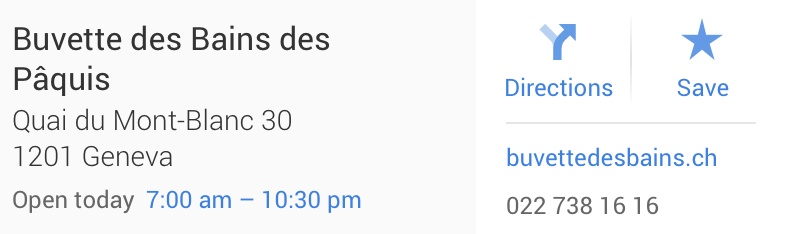 Buvette des Bains des
Pâquis
Quai du Mont-Blanc 30
1201 Geneva
Open today 7:00 am – 10:30 pm
Directions
Save
buvettedesbains.ch
022 738 16 16